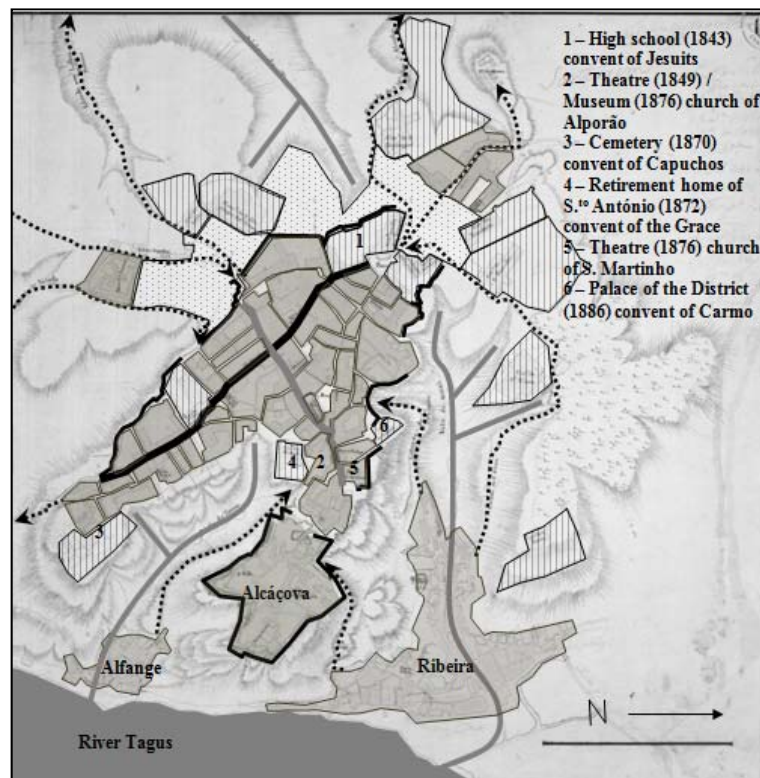 1 – High school (1843)
convent of Jesuits
2 – Theatre (1849) /
Museum (1876) church of
Alporão
3 – Cemetery (1870)
convent of Capuchos
4 – Retirement home of
S.to António (1872)
convent of the Grace
5 – Theatre (1876) church
of S. Martinho
6 – Palace of the District
(1886) convent of Carmo
1
6
4
2
5
3
Alcáçova
Alfange
Ribeira
River Tagus
N